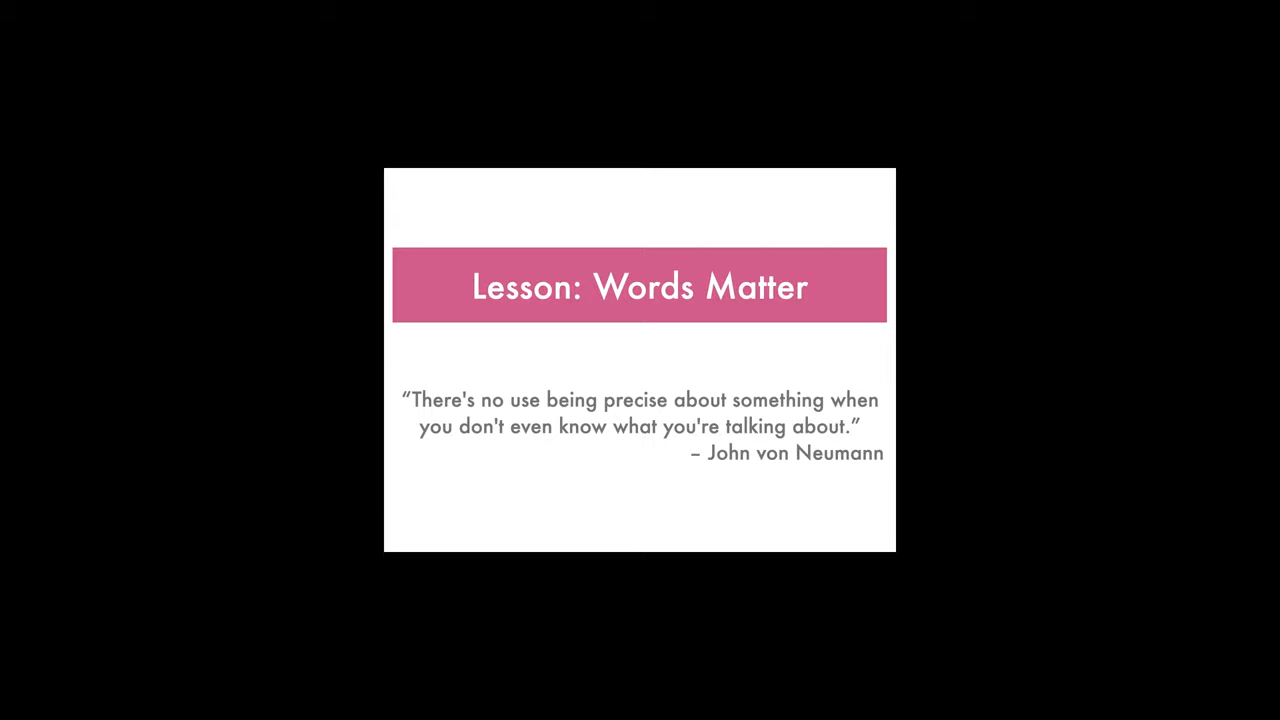 Lesson: Words Matter
“There's no use being precise about something when
you don't even know what you're talking about.”
– John von Neumann